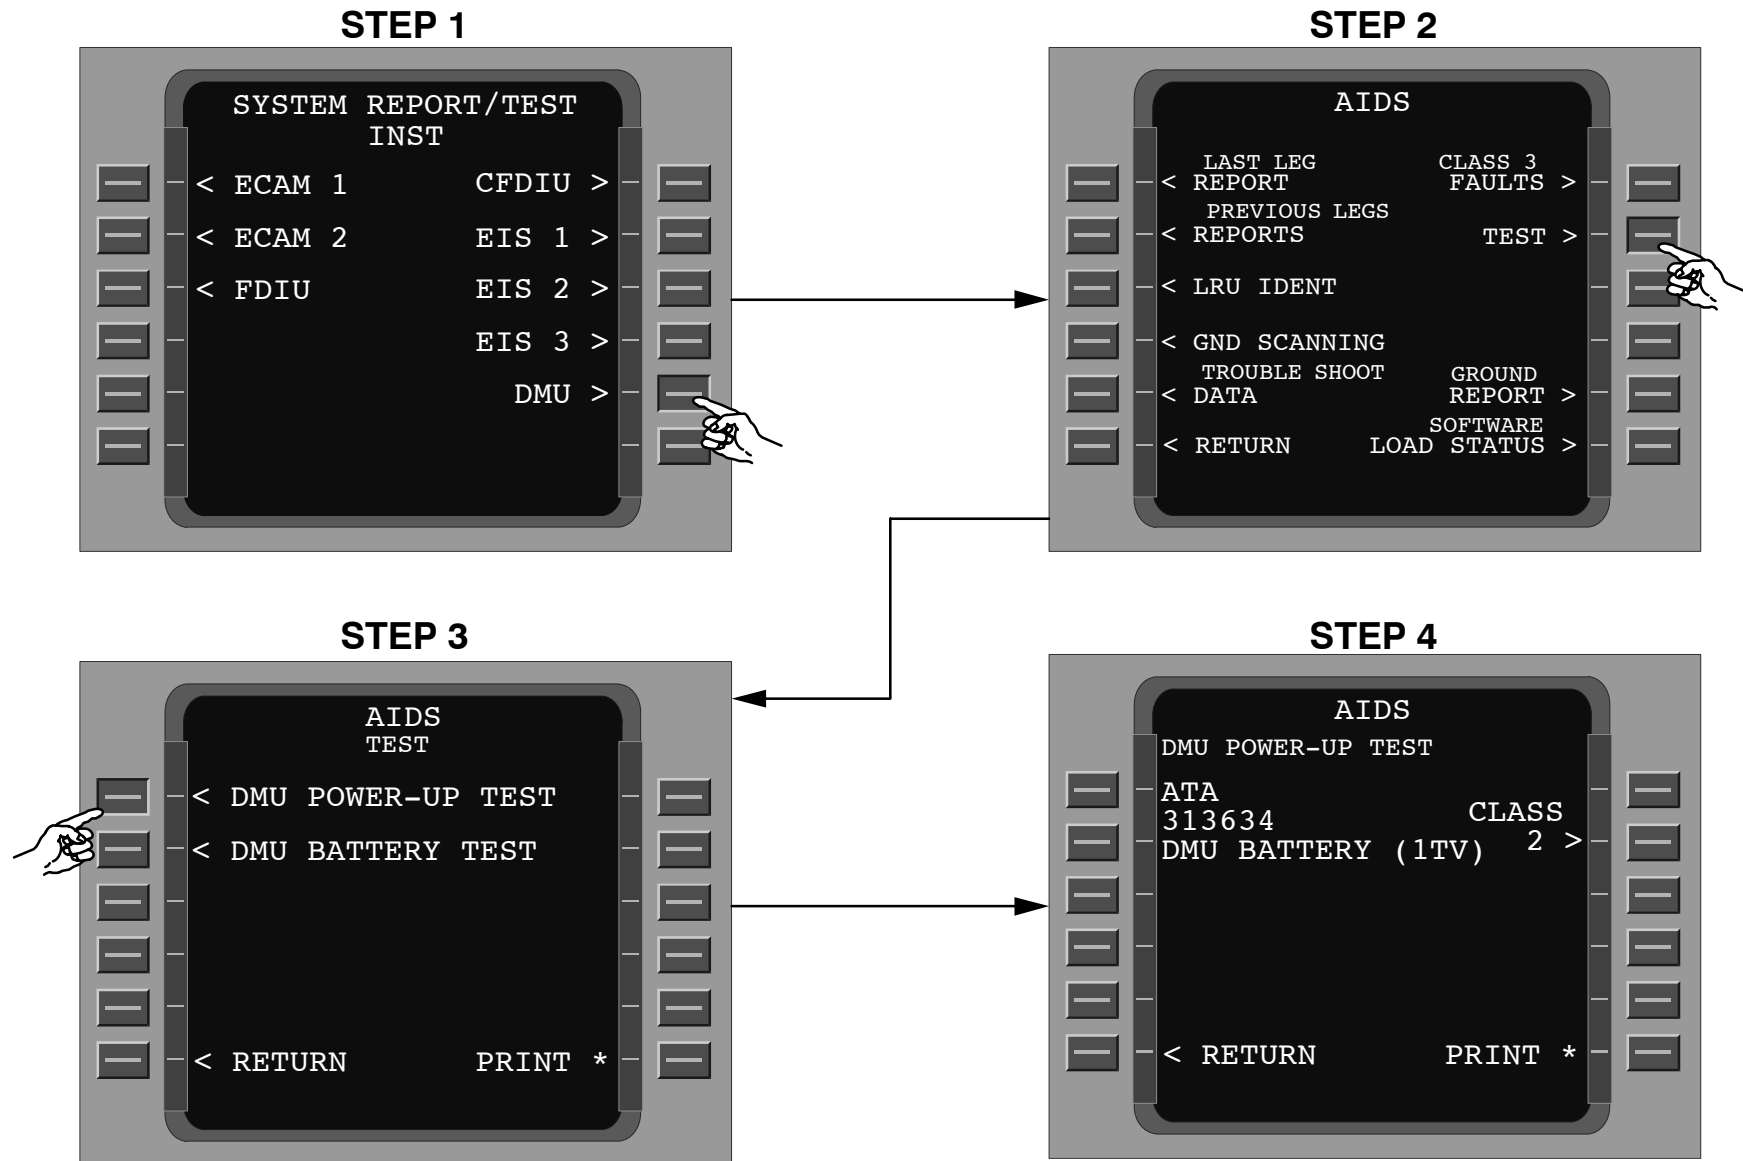 STEP 1
SYSTEM REPORT/TEST
INST
< ECAM 1 CFDIU >
< ECAM 2 EIS 1 >
< FDIU EIS 2 >
EIS 3 >
DMU >
STEP 2
AIDS
LAST LEG CLASS 3
< REPORT FAULTS >
PREVIOUS LEGS
< REPORTS TEST >
< LRU IDENT
< GND SCANNING
TROUBLE SHOOT GROUND
< DATA REPORT >
SOFTWARE
< RETURN LOAD STATUS >
STEP 3
AIDS
TEST
< DMU POWER-UP TEST
< DMU BATTERY TEST
< RETURN PRINT *
STEP 4
AIDS
DMU POWER-UP TEST
ATA
313634 CLASS
DMU BATTERY (1TV) 2 >
< RETURN PRINT *